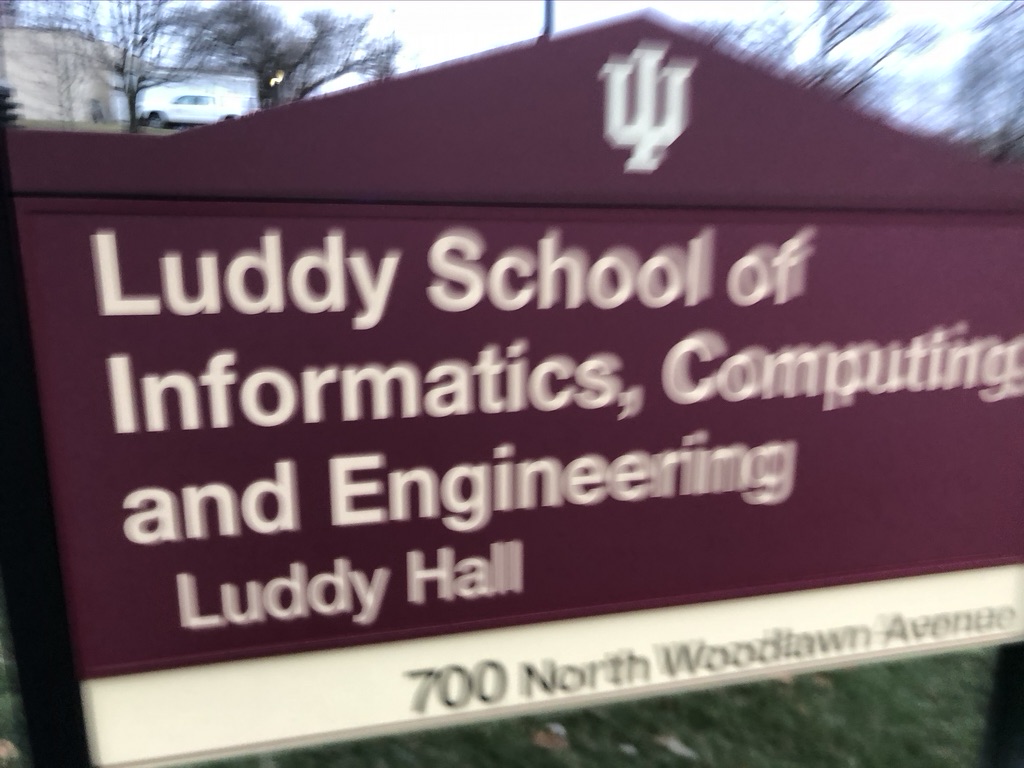 Luddy School of
Informatics, Computing,
and Engineering
Luddy Hall
700 North Woodlawn Avenue